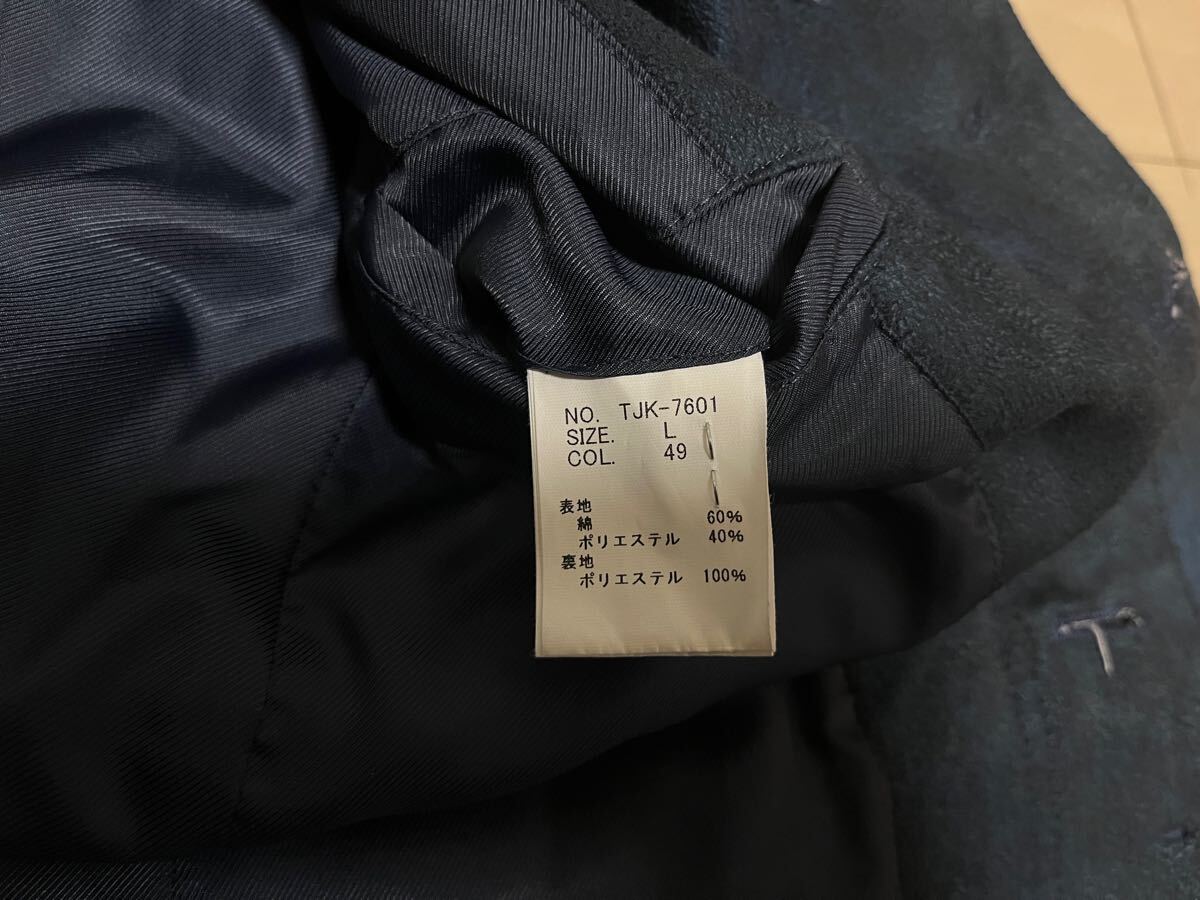 NO. TJK-7601
SIZE. L
COL. 49
表地
綿 60%
ポリエステル 40%
裏地
ポリエステル 100%